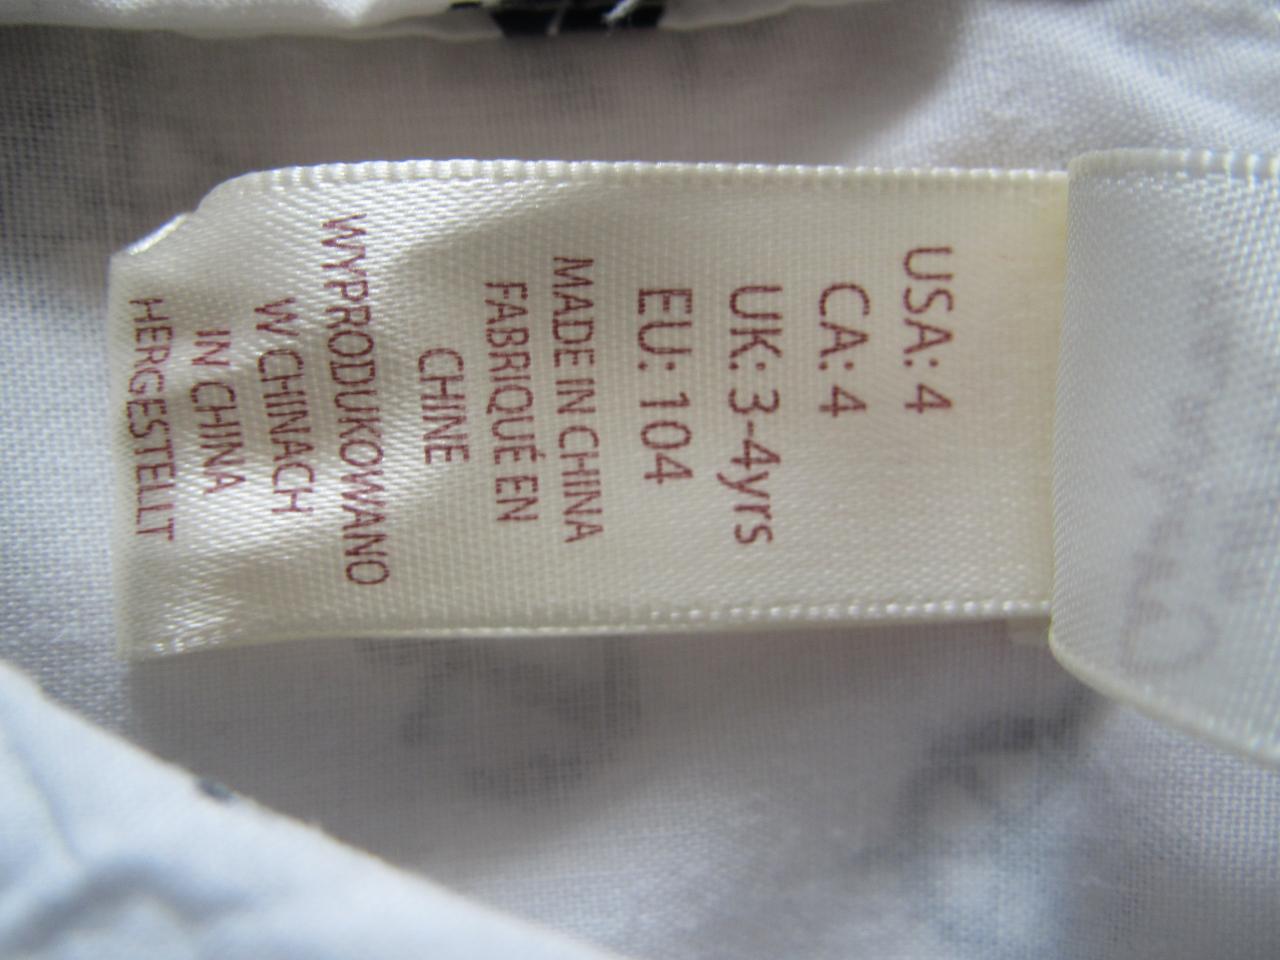 USA: 4
CA: 4
UK: 3-4yrs
EU: 104
MADE IN CHINA
FABRIQUÉ EN
CHINE
WYPRODUKOWANO
W CHINACH
IN CHINA
HERGESTELLT